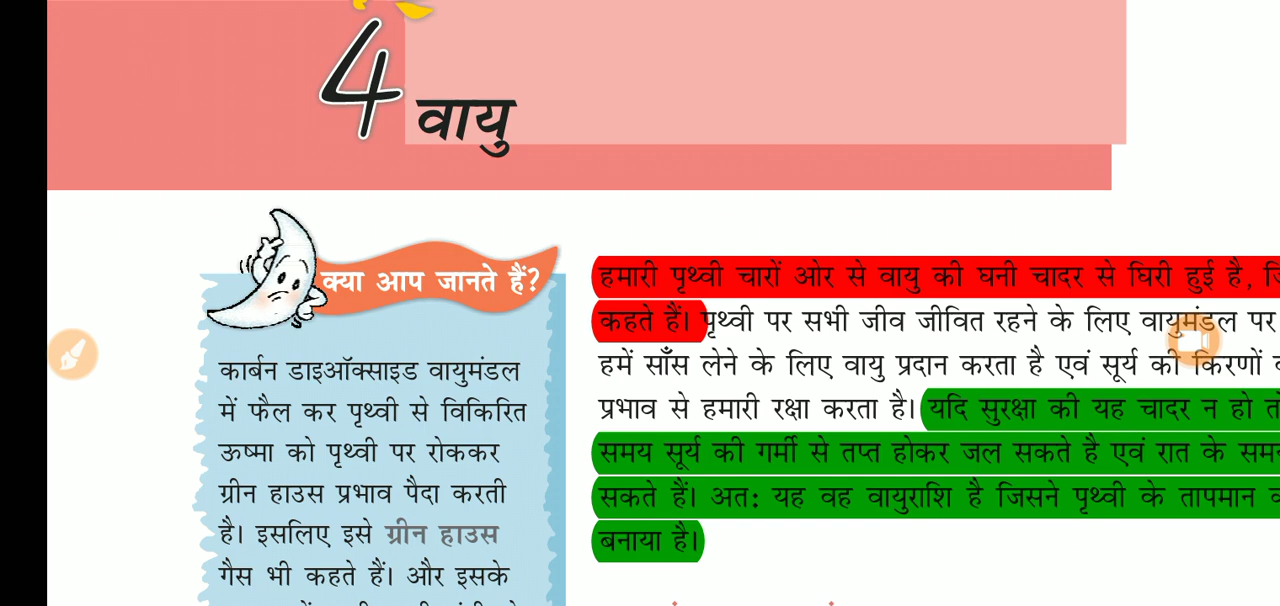 4 वायु
क्या आप जानते हैं?
कार्बन डाइऑक्साइड वायुमंडल
में फैल कर पृथ्वी से विकिरित
ऊष्मा को पृथ्वी पर रोककर
ग्रीन हाउस प्रभाव पैदा करती
है। इसलिए इसे ग्रीन हाउस
गैस भी कहते हैं। और इसके
हमारी पृथ्वी चारों ओर से वायु की घनी चादर से घिरी हुई है,
कहते हैं। पृथ्वी पर सभी जीव जीवित रहने के लिए वायुमंडल पर
हमें साँस लेने के लिए वायु प्रदान करता है एवं सूर्य की किरणों
प्रभाव से हमारी रक्षा करता है। यदि सुरक्षा की यह चादर न हो
समय सूर्य की गर्मी से तप्त होकर जल सकते है एवं रात के
सकते हैं। अतः यह वह वायुराशि है जिसने पृथ्वी के तापमान
बनाया है।